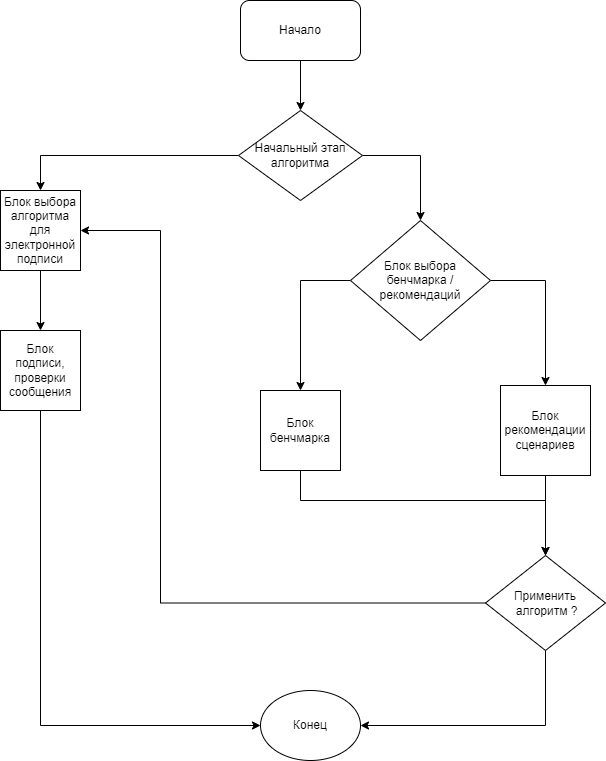 Начало
Начальный этап
алгоритма
Блок выбора
алгоритма
для
электронной
подписи
Блок выбора
бенчмарка /
рекомендаций
Блок
подписи,
проверки
сообщения
Блок
бенчмарка
Блок
рекомендации
сценариев
Применить
алгоритм ?
Конец